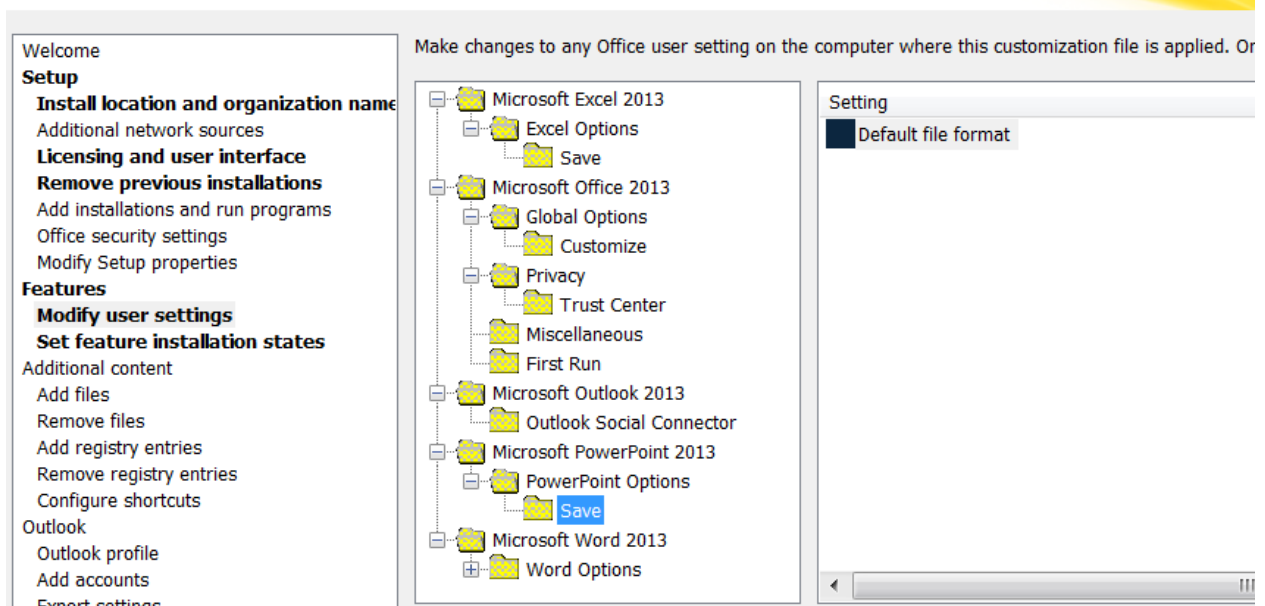 Welcome
Setup
Install location and organization name
Additional network sources
Licensing and user interface
Remove previous installations
Add installations and run programs
Office security settings
Modify Setup properties
Features
Modify user settings
Set feature installation states
Additional content
Add files
Remove files
Add registry entries
Remove registry entries
Configure shortcuts
Outlook
Outlook profile
Add accounts
Export settings
Make changes to any Office user setting on the computer where this customization file is applied. Or
Microsoft Excel 2013
Excel Options
Save
Microsoft Office 2013
Global Options
Customize
Privacy
Trust Center
Miscellaneous
First Run
Microsoft Outlook 2013
Outlook Social Connector
Microsoft PowerPoint 2013
PowerPoint Options
Save
Microsoft Word 2013
Word Options
Setting
Default file format